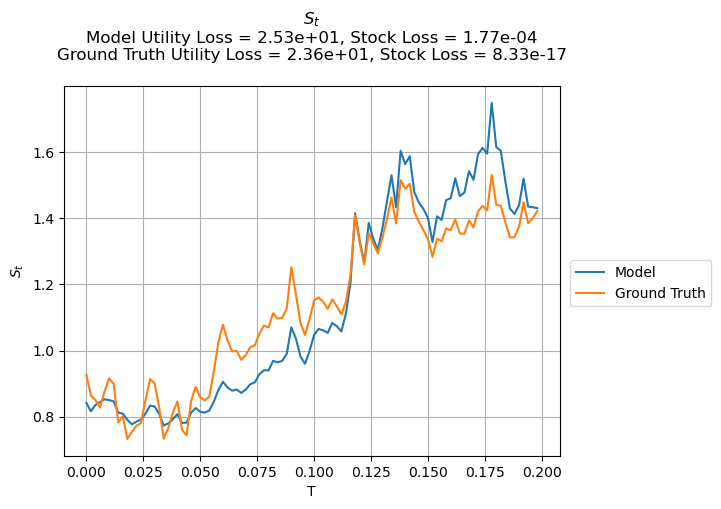 S_t
Model Utility Loss = 2.53e+01, Stock Loss = 1.77e-04
Ground Truth Utility Loss = 2.36e+01, Stock Loss = 8.33e-17
1.6
1.4
1.2
1.0
0.8
S_t
0.000 0.025 0.050 0.075 0.100 0.125 0.150 0.175 0.200
T
Model
Ground Truth